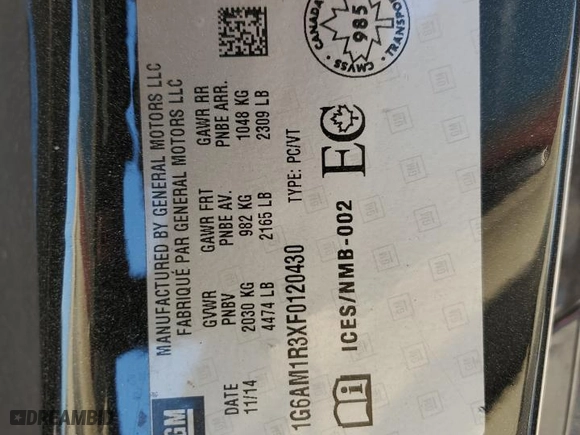 GM
MANUFACTURED BY GENERAL MOTORS LLC
FABRIQUÉ PAR GENERAL MOTORS LLC
DATE GVWR GAWR FRT GAWR RR
PNBV PNBE AV. PNBE ARR.
11/14 2030 KG 982 KG 1048 KG
4474 LB 2165 LB 2309 LB
1G6AM1R3XF0120430 TYPE: PC/VT
ICES/NMB-002
CANADA
985
TRANSPO
CMVSS
DREAMBID